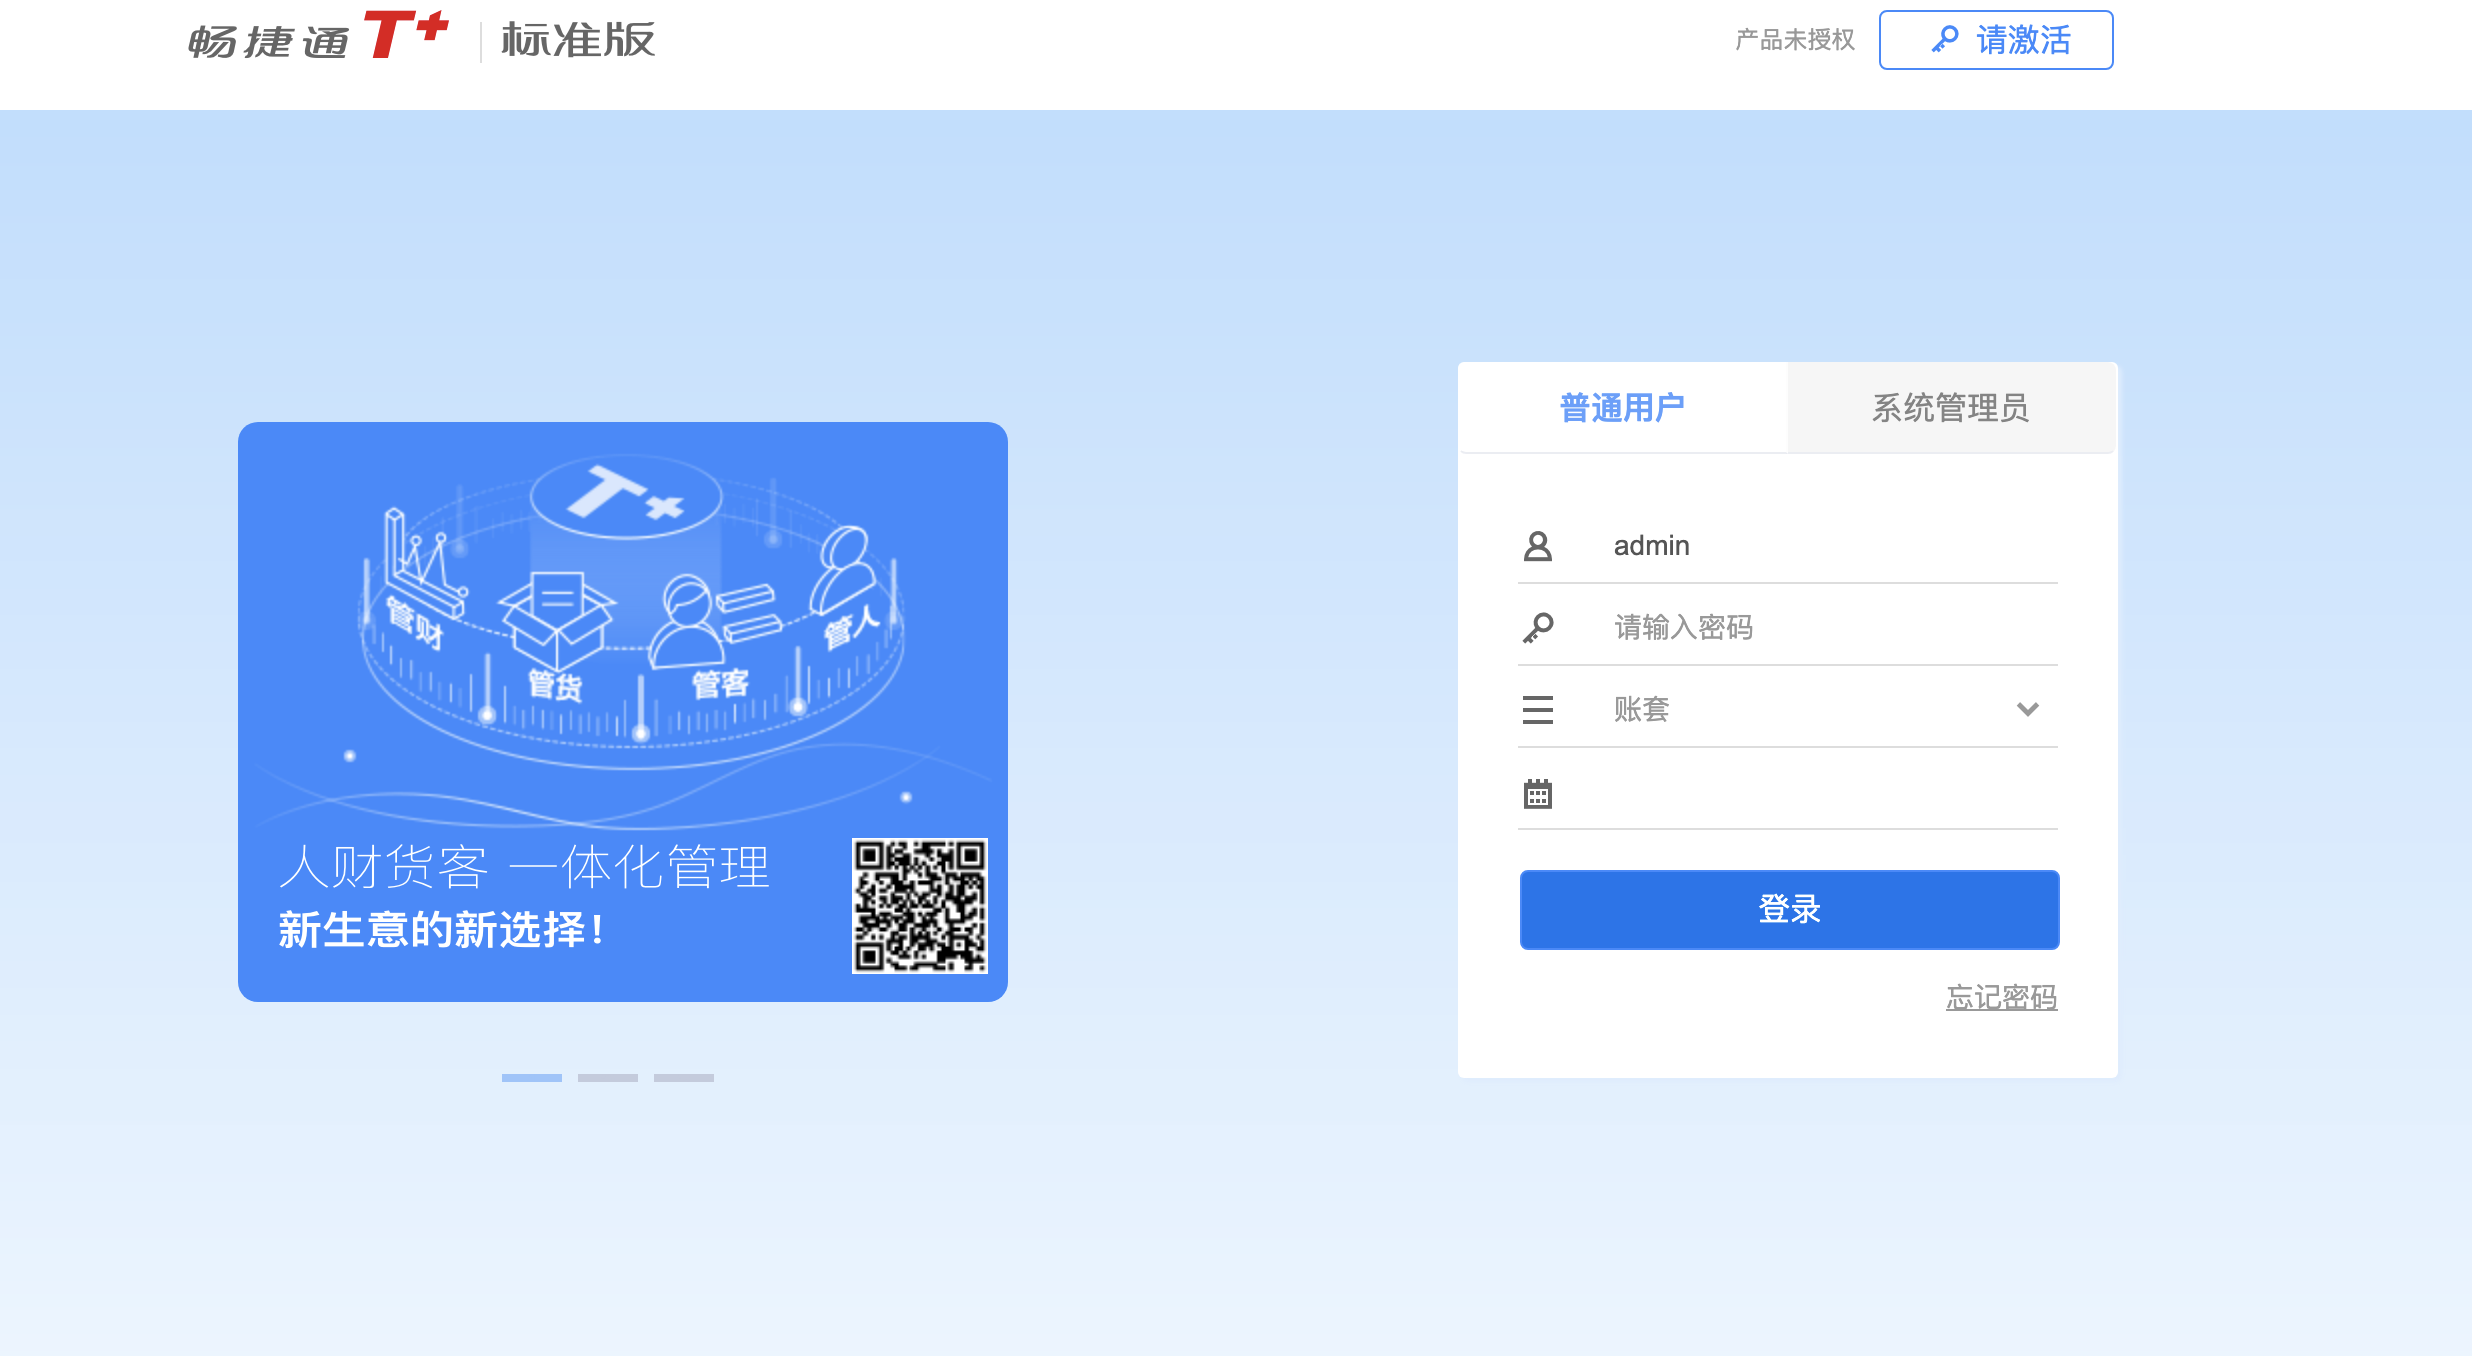 畅捷通 T+ 标准版
产品未授权 请激活
普通用户 系统管理员
T+
管财
管货
管客
管人
admin
请输入密码
账套
人财货客 一体化管理
新生意的新选择！
登录
忘记密码